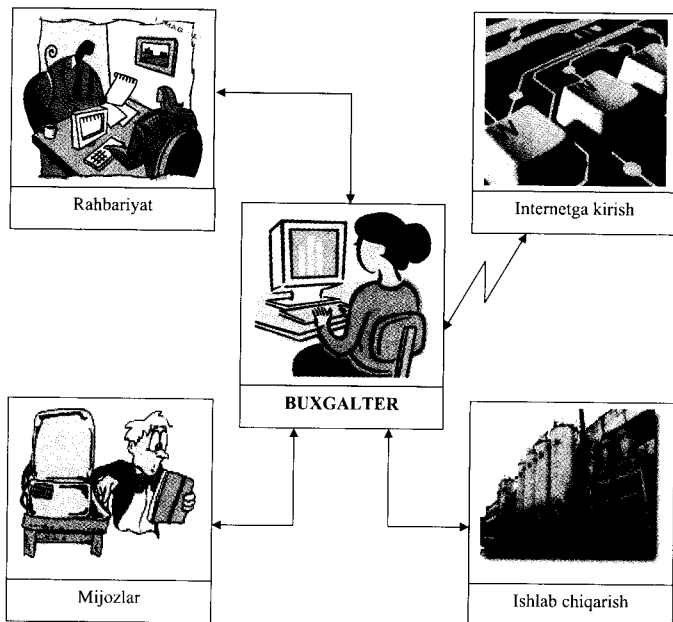 Rahbariyat
Internetga kirish
BUXGALTER
Mijozlar
Ishlab chiqarish